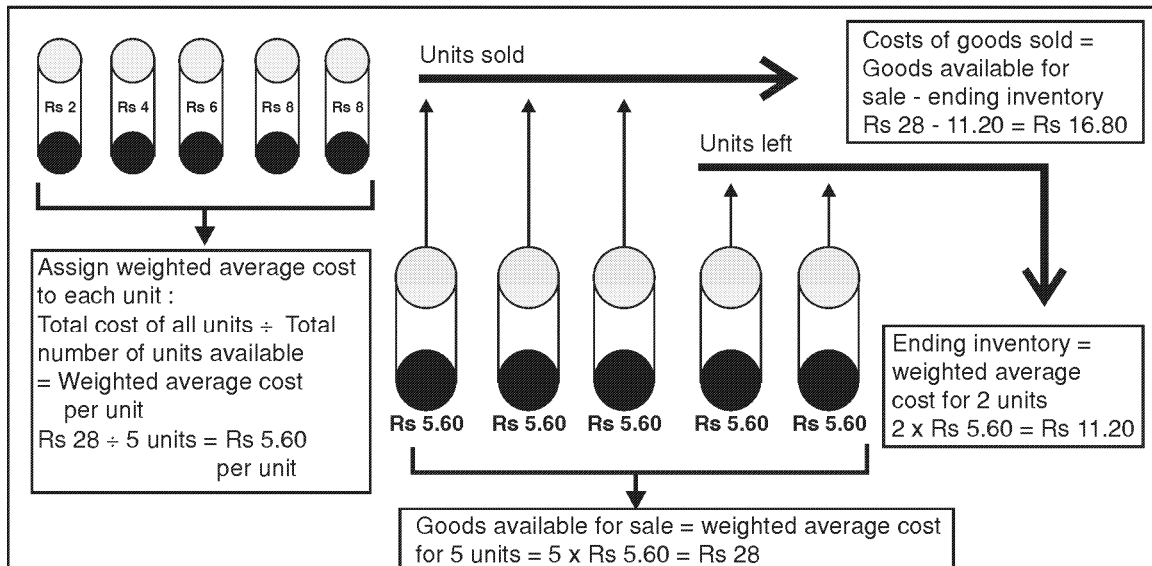 Rs 2
Rs 4
Rs 6
Rs 8
Rs 8
Assign weighted average cost
to each unit :
Total cost of all units ÷ Total
number of units available
= Weighted average cost
per unit
Rs 28 ÷ 5 units = Rs 5.60
per unit
Units sold
Units left
Rs 5.60
Rs 5.60
Rs 5.60
Rs 5.60
Rs 5.60
Goods available for sale = weighted average cost
for 5 units = 5 x Rs 5.60 = Rs 28
Costs of goods sold =
Goods available for
sale - ending inventory
Rs 28 - 11.20 = Rs 16.80
Ending inventory =
weighted average
cost for 2 units
2 x Rs 5.60 = Rs 11.20